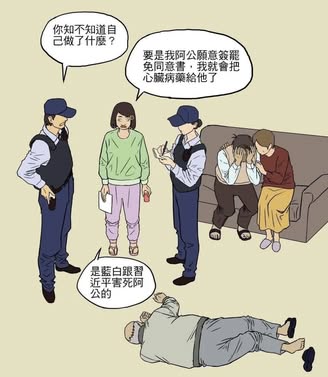 你知不知道自
己做了什麼？
要是我阿公願意簽罷
免同意書，我就會把
心臟病藥給他了
是藍白跟習
近平害死阿
公的